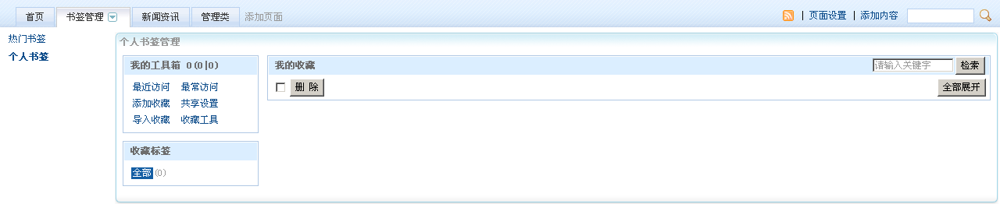 首页 书签管理 新闻资讯 管理类 添加页面 页面设置 添加内容
热门书签
个人书签
个人书签管理
我的工具箱 0(0|0)
最近访问 最常访问
添加收藏 共享设置
导入收藏 收藏工具
收藏标签
全部(0)
我的收藏 请输入关键字 检索
删 除 全部展开